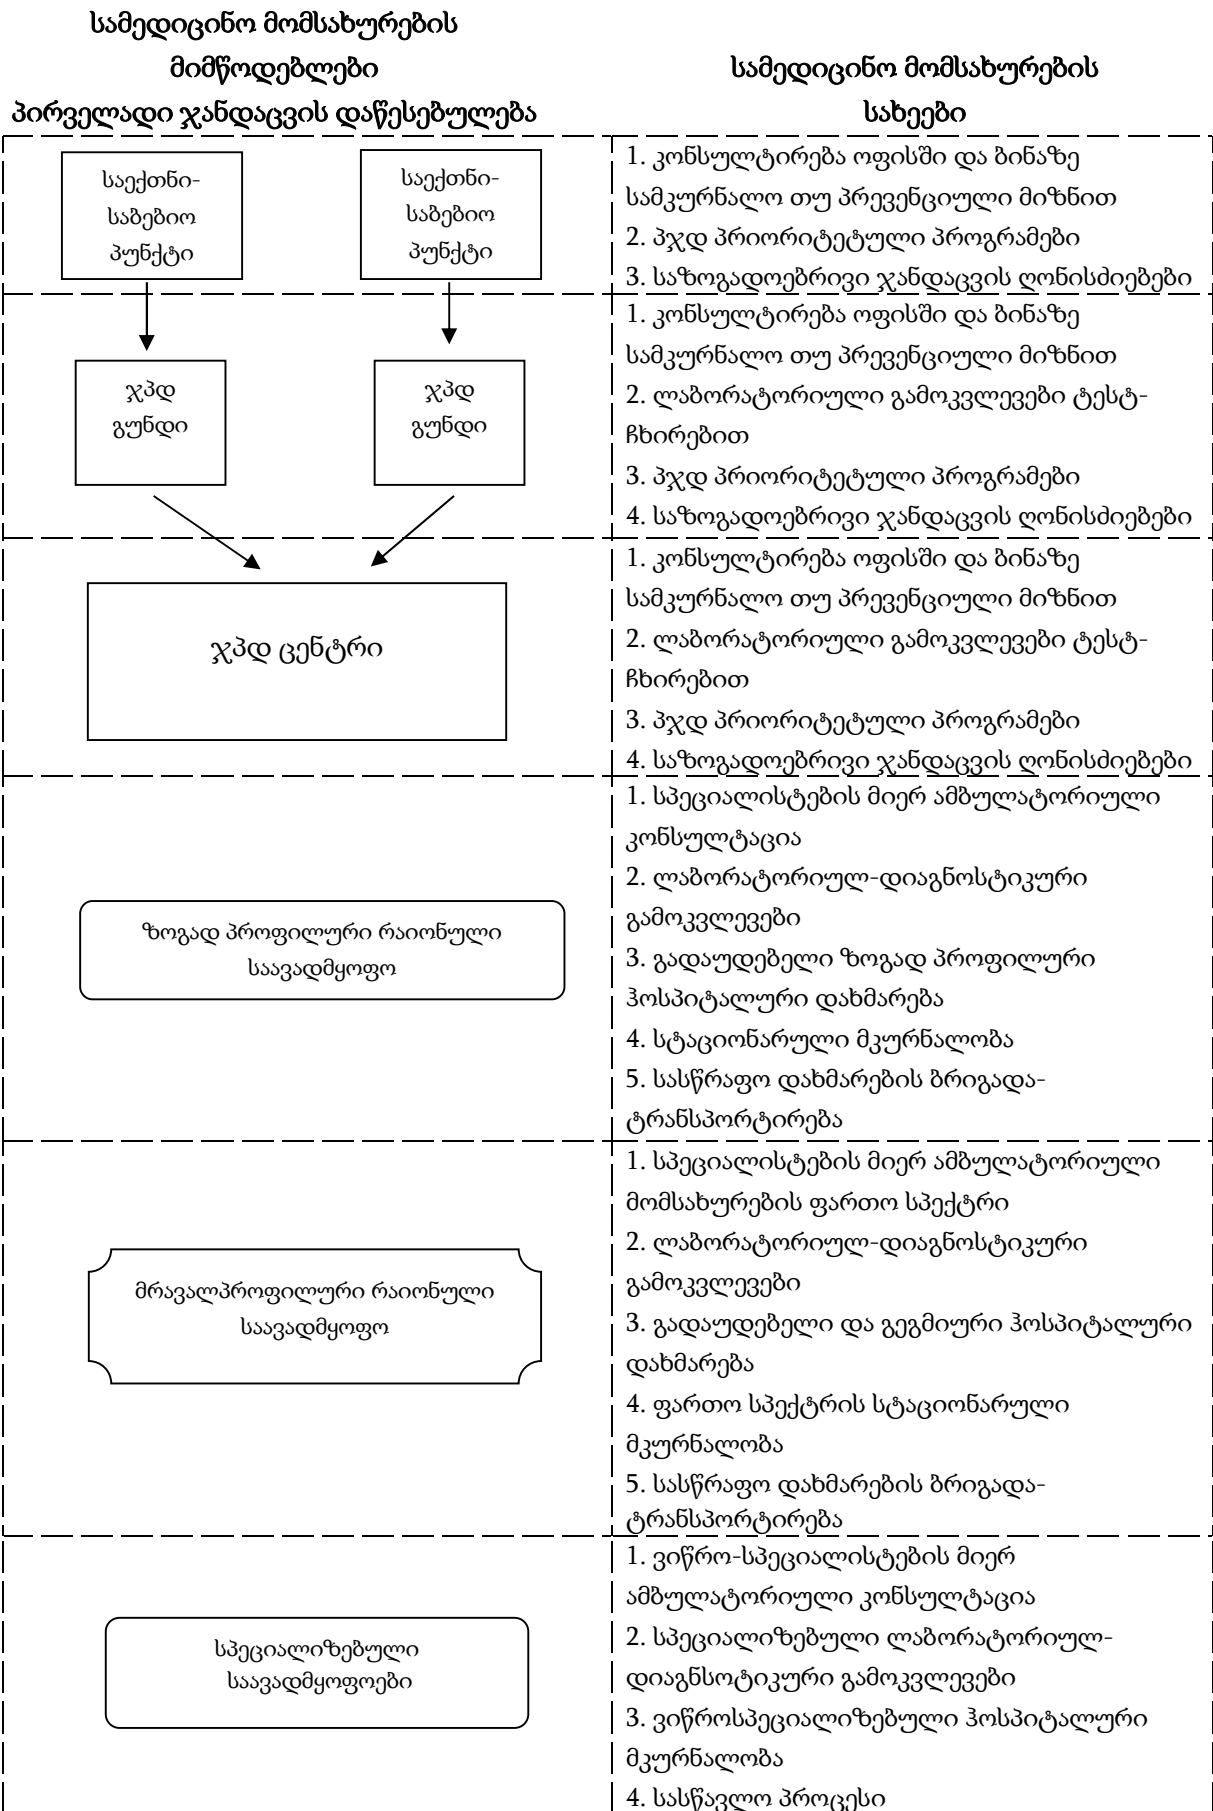 სამედიცინო მომსახურების
მიმწოდებლები
პირველადი ჯანდაცვის დაწესებულება
სამედიცინო მომსახურების
სახეები
საექთნი-
საბებიო
პუნქტი
საექთნი-
საბებიო
პუნქტი
1. კონსულტირება ოფისში და ბინაზე
სამკურნალო თუ პრევენციული მიზნით
2. პჯდ პრიორიტეტული პროგრამები
3. საზოგადოებრივი ჯანდაცვის ღონისძიებები
ჯპდ
გუნდი
ჯპდ
გუნდი
1. კონსულტირება ოფისში და ბინაზე
სამკურნალო თუ პრევენციული მიზნით
2. ლაბორატორიული გამოკვლევები ტესტ-
ჩხირებით
3. პჯდ პრიორიტეტული პროგრამები
4. საზოგადოებრივი ჯანდაცვის ღონისძიებები
ჯპდ ცენტრი
1. კონსულტირება ოფისში და ბინაზე
სამკურნალო თუ პრევენციული მიზნით
2. ლაბორატორიული გამოკვლევები ტესტ-
ჩხირებით
3. პჯდ პრიორიტეტული პროგრამები
4. საზოგადოებრივი ჯანდაცვის ღონისძიებები
ზოგად პროფილური რაიონული
საავადმყოფო
1. სპეციალისტების მიერ ამბულატორიული
კონსულტაცია
2. ლაბორატორიულ-დიაგნოსტიკური
გამოკვლევები
3. გადაუდებელი ზოგად პროფილური
ჰოსპიტალური დახმარება
4. სტაციონარული მკურნალობა
5. სასწრაფო დახმარების ბრიგადა-
ტრანსპორტირება
მრავალპროფილური რაიონული
საავადმყოფო
1. სპეციალისტების მიერ ამბულატორიული
მომსახურების ფართო სპექტრი
2. ლაბორატორიულ-დიაგნოსტიკური
გამოკვლევები
3. გადაუდებელი და გეგმიური ჰოსპიტალური
დახმარება
4. ფართო სპექტრის სტაციონარული
მკურნალობა
5. სასწრაფო დახმარების ბრიგადა-
ტრანსპორტირება
სპეციალიზებული
საავადმყოფოები
1. ვიწრო-სპეციალისტების მიერ
ამბულატორიული კონსულტაცია
2. სპეციალიზებული ლაბორატორიულ-
დიაგნსოტიკური გამოკვლევები
3. ვიწროსპეციალიზებული ჰოსპიტალური
მკურნალობა
4. სასწავლო პროცესი